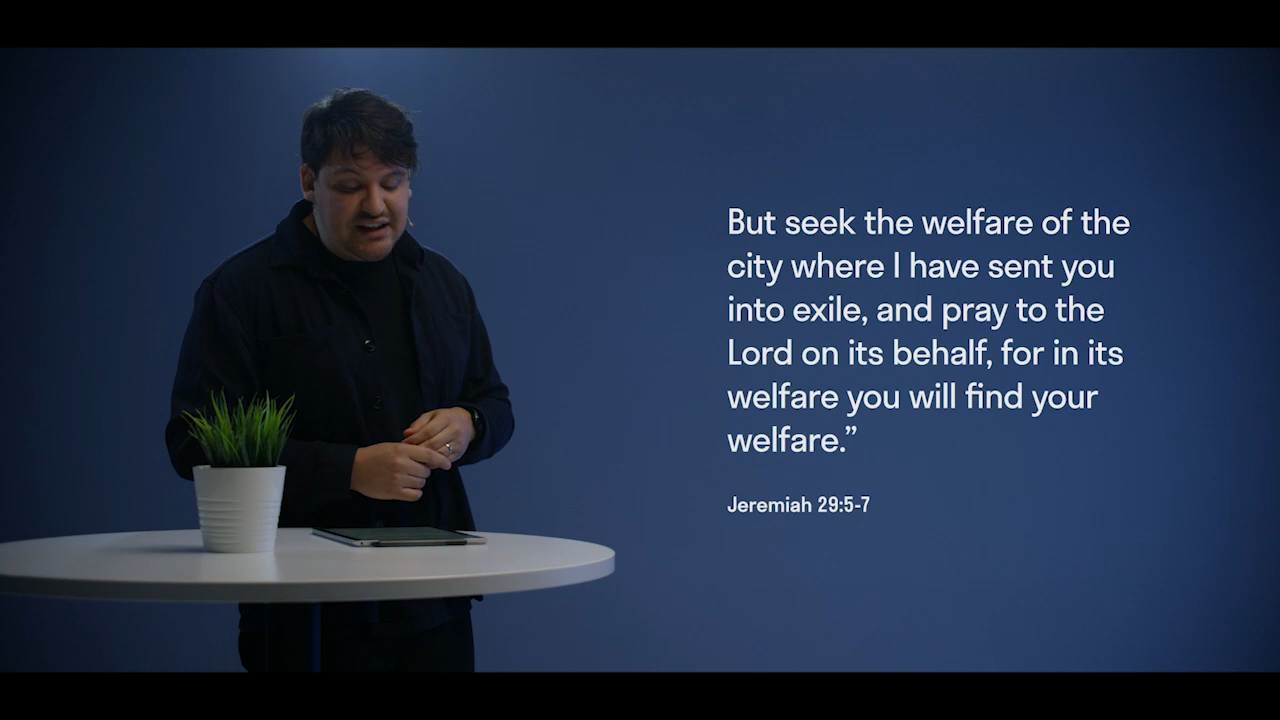 But seek the welfare of the
city where I have sent you
into exile, and pray to the
Lord on its behalf, for in its
welfare you will find your
welfare.”
Jeremiah 29:5-7